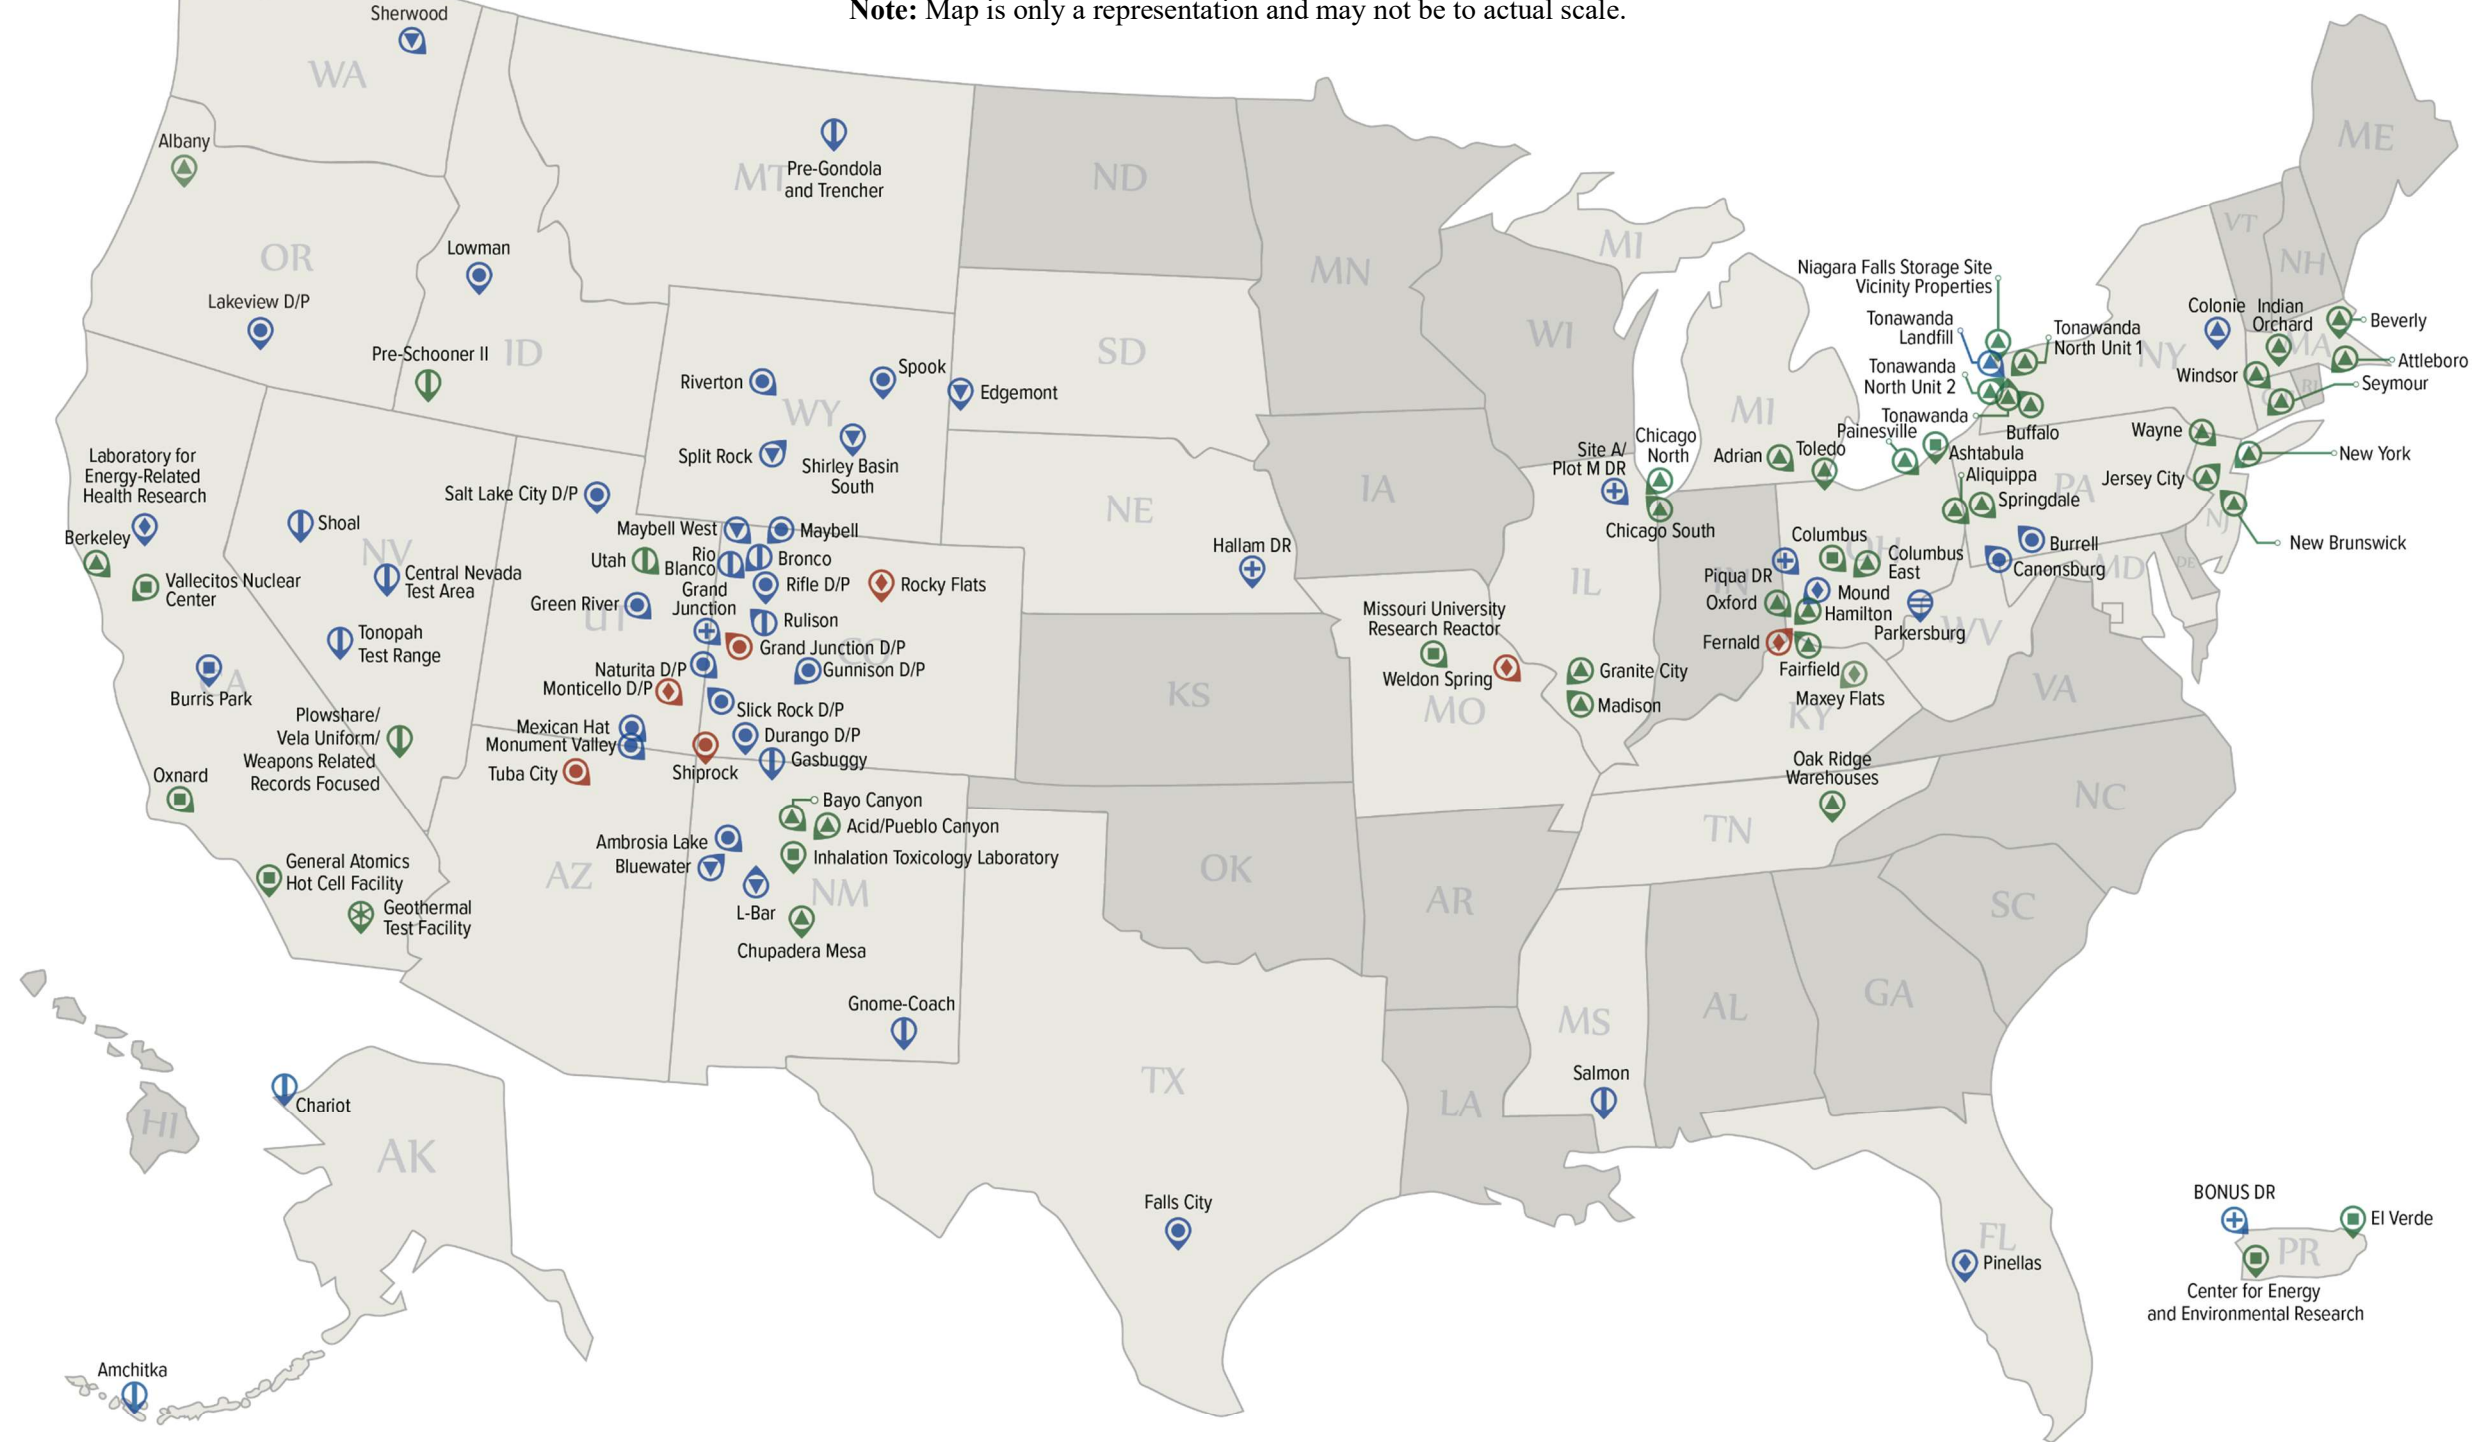 Note: Map is only a representation and may not be to actual scale.
Sherwood
WA
Albany
OR
Lakeview D/P
Lowman
Pre-Schooner II
ID
MT
Pre-Gondola
and Trencher
ND
MN
SD
WI
MI
MI
ME
VT
NH
NY
MA
RI
Riverton
Spook
Edgemont
WY
Split Rock
Shirley Basin
South
NE
IA
Laboratory for
Energy-Related
Health Research
Berkeley
Vallecitos Nuclear
Center
Burris Park
CA
Oxnard
General Atomics
Hot Cell Facility
Geothermal
Test Facility
Shoal
NV
Central Nevada
Test Area
Tonopah
Test Range
Plowshare/
Vela Uniform/
Weapons Related
Records Focused
Salt Lake City D/P
Maybell West
Maybell
Utah
Rio
Blanco
Bronco
Grand
Junction
Rifle D/P
Rocky Flats
Green River
UT
Rulison
Grand Junction D/P
CO
Naturita D/P
Gunnison D/P
Monticello D/P
Slick Rock D/P
Mexican Hat
Monument Valley
Durango D/P
Tuba City
Shiprock
Gasbuggy
Bayo Canyon
Acid/Pueblo Canyon
Ambrosia Lake
Inhalation Toxicology Laboratory
Bluewater
AZ
NM
L-Bar
Chupadera Mesa
Gnome-Coach
Hallam DR
KS
OK
TX
Falls City
Missouri University
Research Reactor
Weldon Spring
MO
AR
LA
MS
Salmon
AL
GA
SC
NC
TN
Oak Ridge
Warehouses
KY
VA
WV
Site A/
Plot M DR
Chicago
North
Chicago South
IL
IN
Granite City
Madison
Adrian
Toledo
Painesville
Ashtabula
Aliquippa
Springdale
PA
Columbus
OH
Columbus
East
Piqua DR
Oxford
Mound
Hamilton
Fernald
Fairfield
Maxey Flats
Parkersburg
Burrell
Canonsburg
MD
DE
NJ
Niagara Falls Storage Site
Vicinity Properties
Tonawanda
Landfill
Tonawanda
North Unit 1
Tonawanda
North Unit 2
Tonawanda
Buffalo
Colonie
Indian
Orchard
Beverly
Attleboro
Windsor
Seymour
Wayne
New York
Jersey City
New Brunswick
FL
Pinellas
HI
Chariot
AK
Amchitka
BONUS DR
El Verde
PR
Center for Energy
and Environmental Research